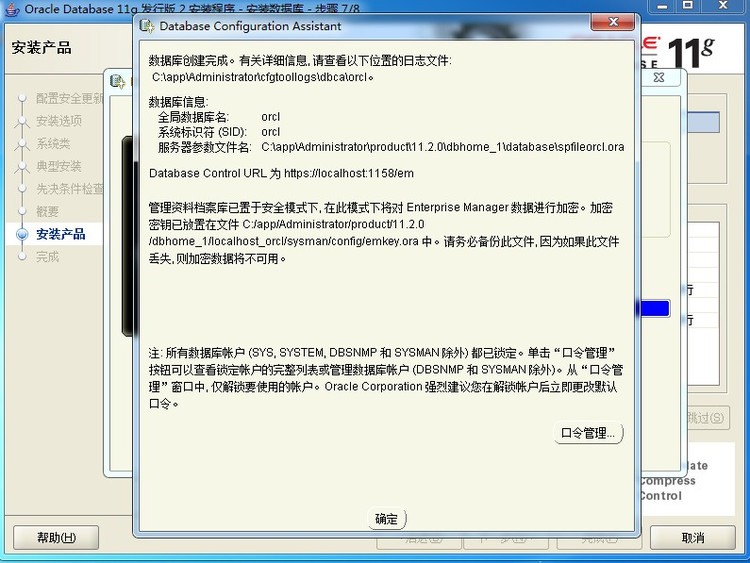 Oracle Database 11g 发行版 2 安装程序 - 安装数据库 - 步骤 7/8
Database Configuration Assistant
安装产品
11g
配置安全更新
安装选项
系统类
典型安装
先决条件检查
概要
安装产品
完成
数据库创建完成。有关详细信息,请查看以下位置的日志文件:
C:\app\Administrator\cfgtoollogs\dbca\orcl。
数据库信息:
全局数据库名: orcl
系统标识符 (SID): orcl
服务器参数文件名: C:\app\Administrator\product\11.2.0\dbhome_1\database\spfileorcl.ora
Database Control URL 为 https://localhost:1158/em
管理资料档案库已置于安全模式下,在此模式下将对 Enterprise Manager 数据进行加密。加密
密钥已放置在文件 C:/app/Administrator/product/11.2.0
/dbhome_1/localhost_orcl/sysman/config/emkey.ora 中。请务必备份此文件,因为如果此文件
丢失,则加密数据将不可用。
行
行
注: 所有数据库帐户 (SYS, SYSTEM, DBSNMP 和 SYSMAN 除外) 都已锁定。单击“口令管理”
按钮可以查看锁定帐户的完整列表或管理数据库帐户 (DBSNMP 和 SYSMAN 除外)。从“口令管
理”窗口中, 仅解锁要使用的帐户。Oracle Corporation 强烈建议您在解锁帐户后立即更改默认
口令。
跳过(S)
口令管理...
late
Compress
Control
确定
帮助(H)
取消